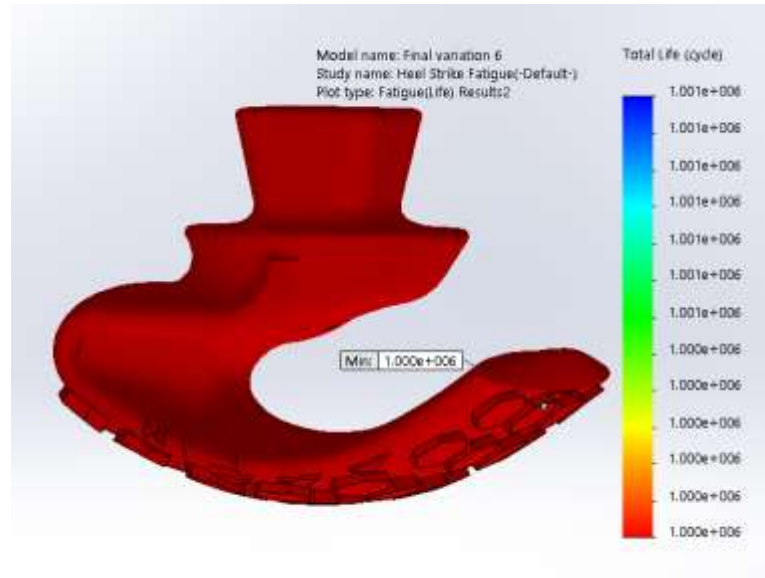 Model name: Final variation 6
Study name: Heel Strike Fatigue(-Default-)
Plot type: Fatigue(Life) Results2
Total Life (cycle)
1.001e+006
1.001e+006
1.001e+006
1.001e+006
1.001e+006
1.001e+006
1.001e+006
1.000e+006
1.000e+006
1.000e+006
1.000e+006
1.000e+006
1.000e+006
Min: 1.000e+006